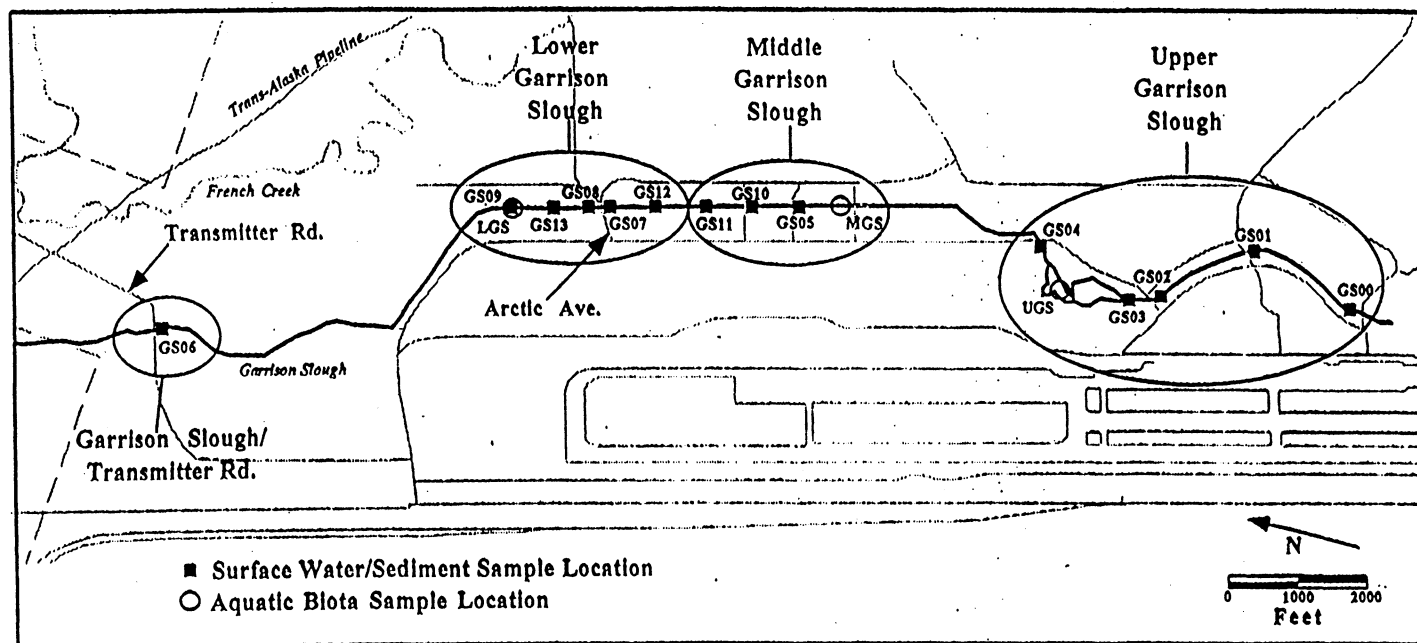 Trans-Alaska Pipeline
Lower
Garrison
Slough
Middle
Garrison
Slough
Upper
Garrison
Slough
French Creek
Transmitter Rd.
GS09
GS08
GS12
GS10
LGS
GS13
GS07
GS11
GS05
MGS
Arctic Ave.
GS04
GS01
UGS
GS03
GS02
GS00
GS06
Garrison Slough
Garrison Slough/
Transmitter Rd.
N
0 1000 2000
Feet
■ Surface Water/Sediment Sample Location
○ Aquatic Biota Sample Location